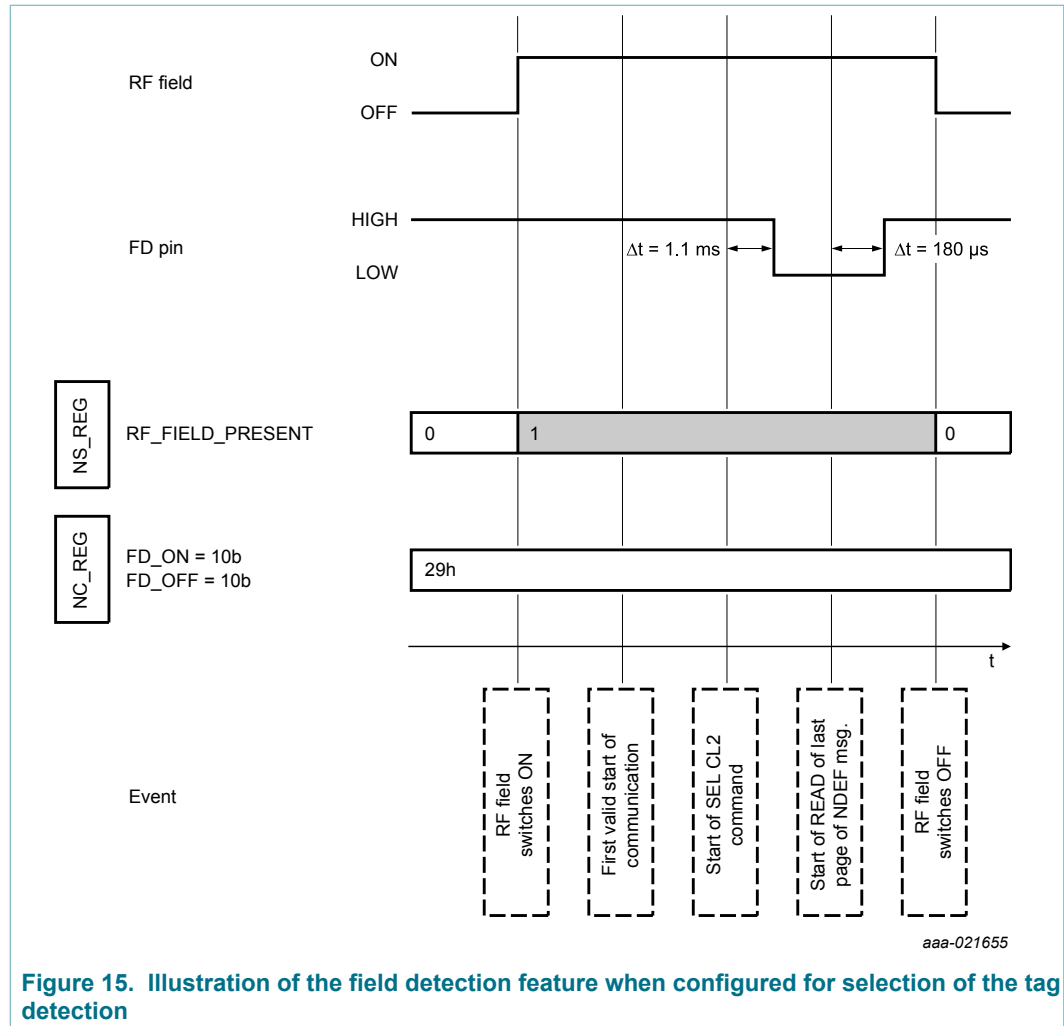 RF field
ON
OFF
FD pin
HIGH
LOW
Δt = 1.1 ms
Δt = 180 µs
NS_REG
RF_FIELD_PRESENT
0
1
0
NC_REG
FD_ON = 10b
FD_OFF = 10b
29h
t
Event
RF field
switches ON
First valid start of
communication
Start of SEL CL2
command
Start of READ of last
page of NDEF msg.
RF field
switches OFF
aaa-021655
Figure 15. Illustration of the field detection feature when configured for selection of the tag
detection